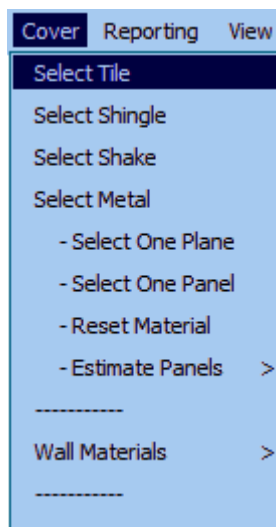 Cover Reporting View
Select Tile
Select Shingle
Select Shake
Select Metal
- Select One Plane
- Select One Panel
- Reset Material
- Estimate Panels >
-----------
Wall Materials >
-----------